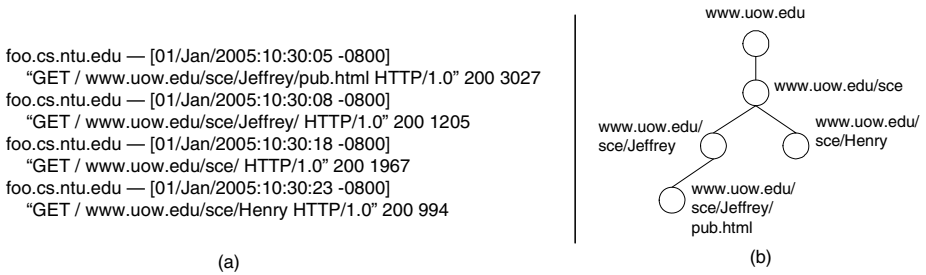 foo.cs.ntu.edu — [01/Jan/2005:10:30:05 -0800]
“GET / www.uow.edu/sce/Jeffrey/pub.html HTTP/1.0” 200 3027
foo.cs.ntu.edu — [01/Jan/2005:10:30:08 -0800]
“GET / www.uow.edu/sce/Jeffrey/ HTTP/1.0” 200 1205
foo.cs.ntu.edu — [01/Jan/2005:10:30:18 -0800]
“GET / www.uow.edu/sce/ HTTP/1.0” 200 1967
foo.cs.ntu.edu — [01/Jan/2005:10:30:23 -0800]
“GET / www.uow.edu/sce/Henry HTTP/1.0” 200 994
(a)
www.uow.edu
www.uow.edu/sce
www.uow.edu/
sce/Jeffrey
www.uow.edu/
sce/Henry
www.uow.edu/
sce/Jeffrey/
pub.html
(b)